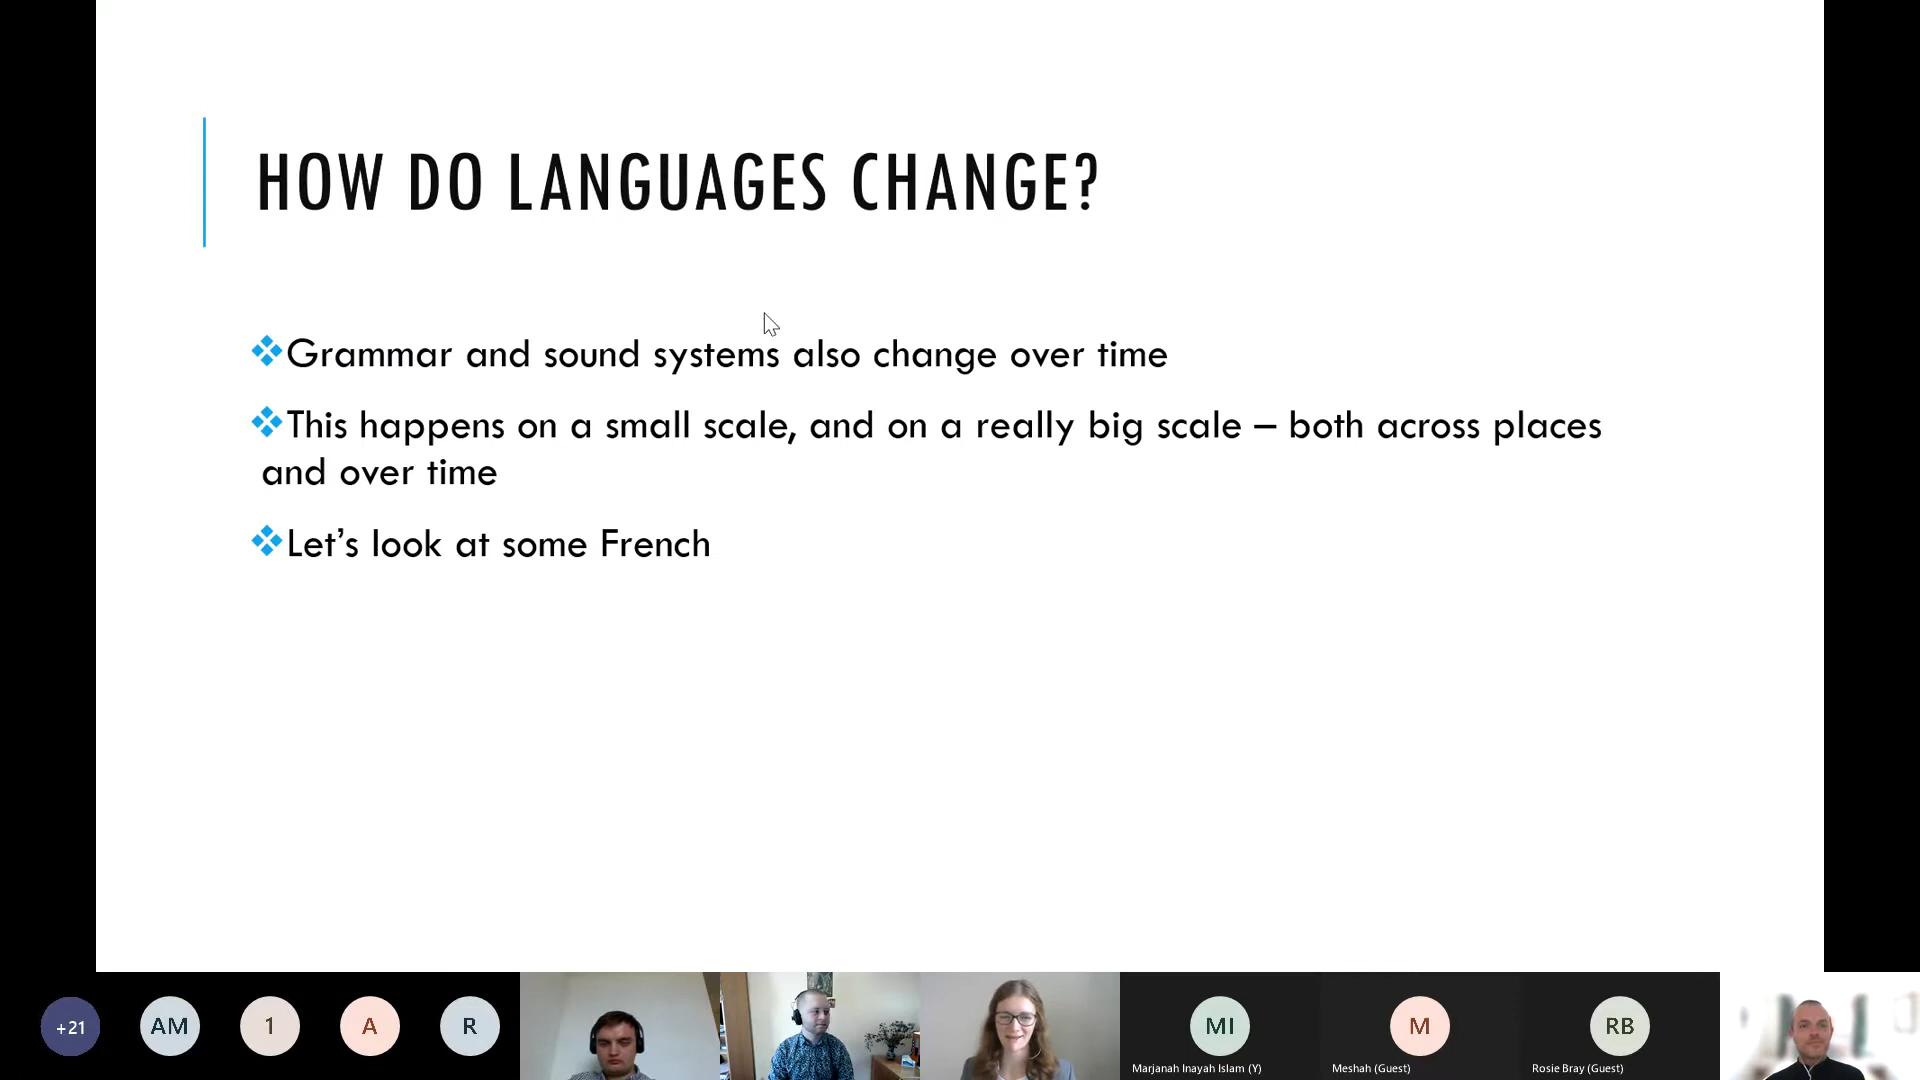 HOW DO LANGUAGES CHANGE?
❖Grammar and sound systems also change over time
❖This happens on a small scale, and on a really big scale – both across places
and over time
❖Let’s look at some French
+21
AM
1
A
R
MI
M
RB
Marjanah Inayah Islam (Y)
Meshah (Guest)
Rosie Bray (Guest)